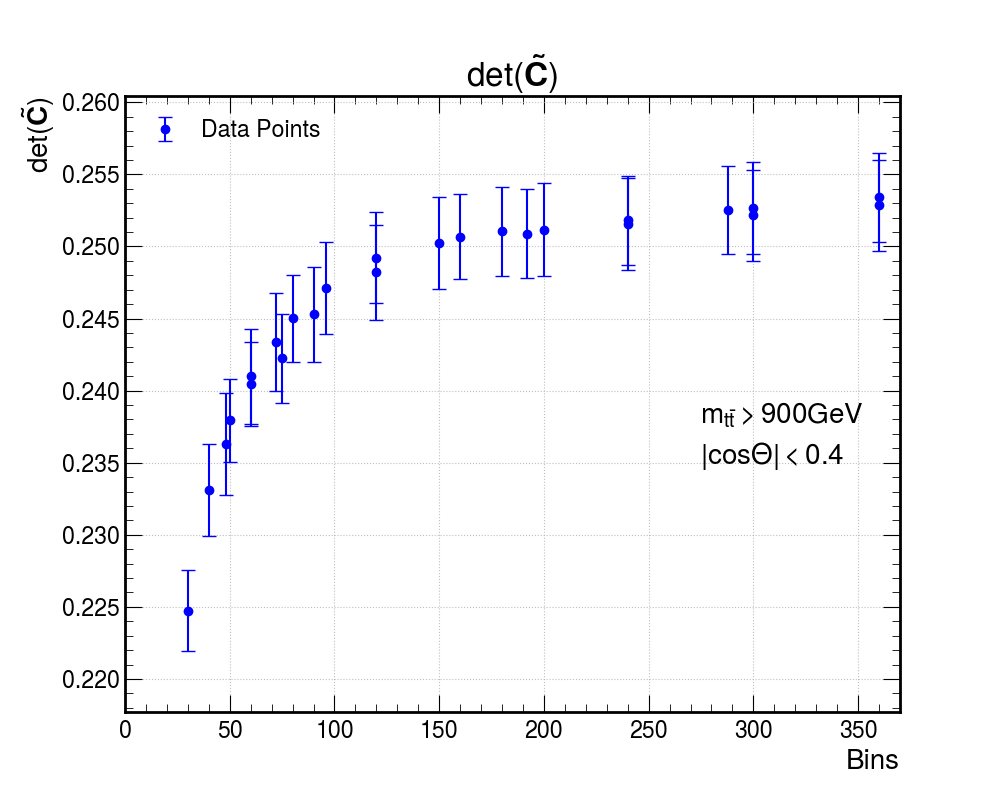 det(C̃)
det(C̃)
0.260
0.255
0.250
0.245
0.240
0.235
0.230
0.225
0.220
Data Points
m_tt̄ > 900GeV
|cosΘ| < 0.4
0 50 100 150 200 250 300 350
Bins